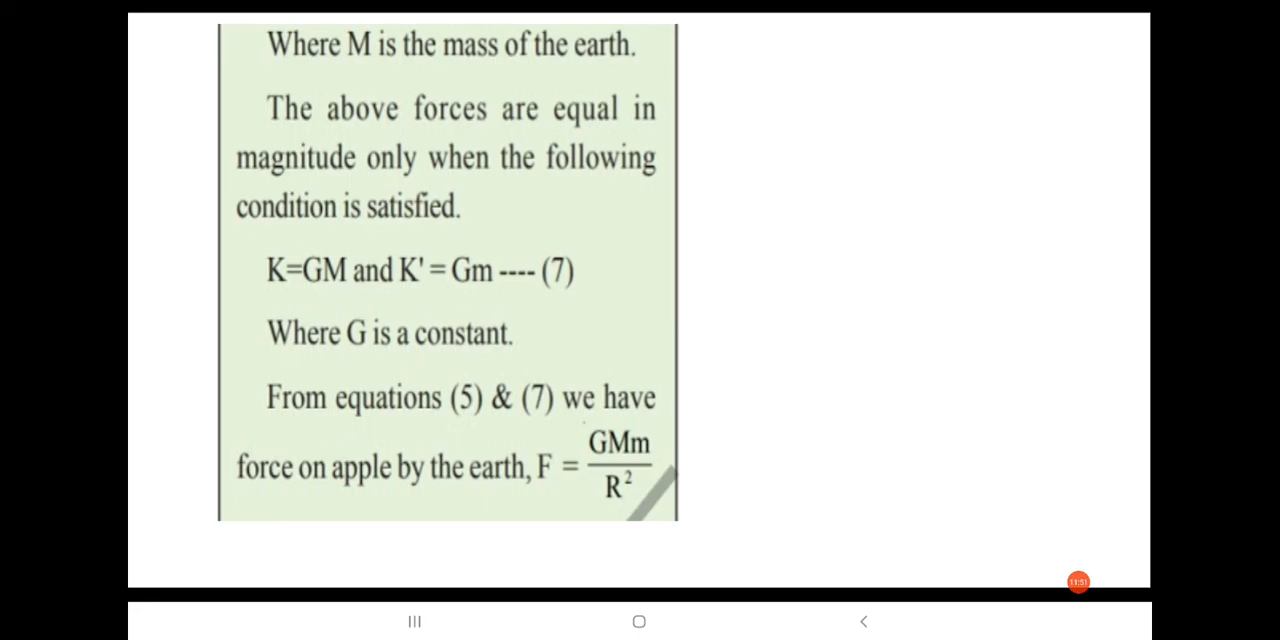 Where M is the mass of the earth.
The above forces are equal in
magnitude only when the following
condition is satisfied.
K=GM and K' = Gm ---- (7)
Where G is a constant.
From equations (5) & (7) we have
force on apple by the earth, F = GMm / R²
11:51